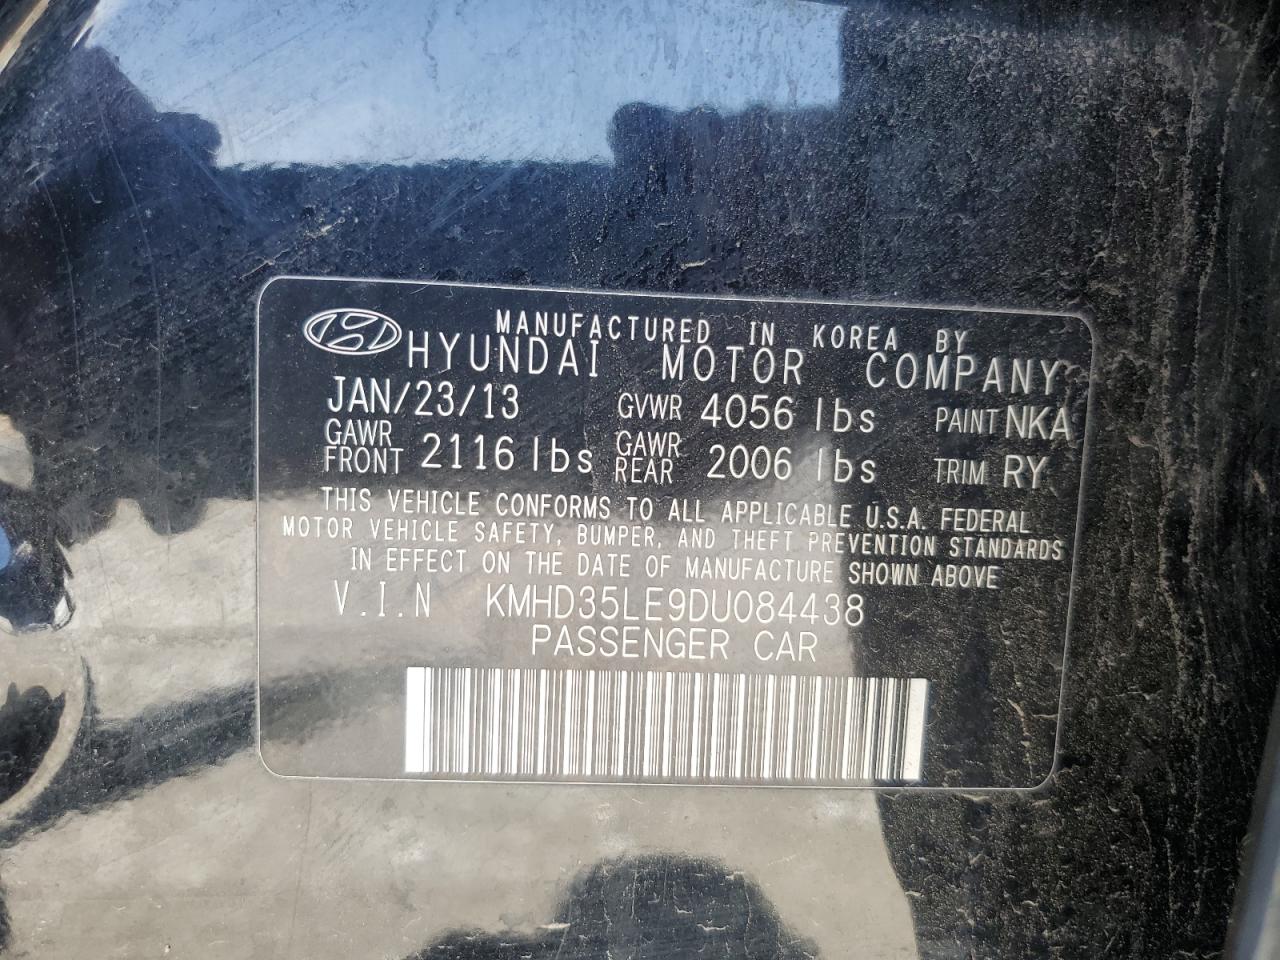 MANUFACTURED IN KOREA BY
HYUNDAI MOTOR COMPANY
JAN/23/13 GVWR 4056 lbs PAINT NKA
GAWR FRONT 2116 lbs GAWR REAR 2006 lbs TRIM RY
THIS VEHICLE CONFORMS TO ALL APPLICABLE U.S.A. FEDERAL
MOTOR VEHICLE SAFETY, BUMPER, AND THEFT PREVENTION STANDARDS
IN EFFECT ON THE DATE OF MANUFACTURE SHOWN ABOVE
V.I.N KMHD35LE9DU084438
PASSENGER CAR